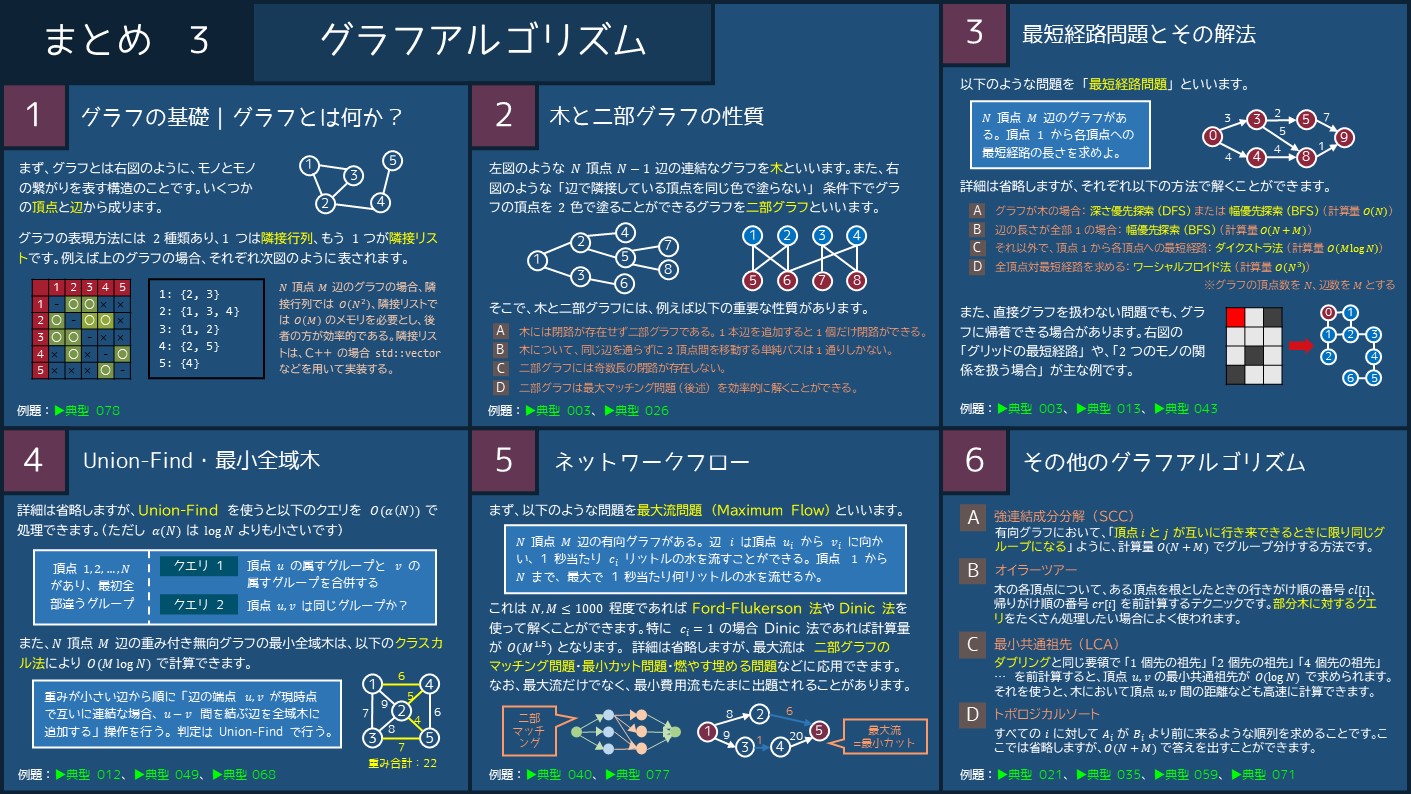 まとめ 3
グラフアルゴリズム
1
グラフの基礎 | グラフとは何か？
まず、グラフとは右図のように、モノとモノ
の繋がりを表す構造のことです。いくつか
の頂点と辺から成ります。
1
3
5
2
4
グラフの表現方法には 2 種類あり、1 つは隣接行列、もう 1 つが隣接リス
トです。例えば上のグラフの場合、それぞれ次図のように表されます。
1 2 3 4 5
1 - ○ ○ × ×
2 ○ - ○ ○ ×
3 ○ ○ - × ×
4 × ○ × - ○
5 × × × ○ -
1: {2, 3}
2: {1, 3, 4}
3: {1, 2}
4: {2, 5}
5: {4}
N 頂点 M 辺のグラフの場合、隣
接行列では O(N²)、隣接リストで
は O(M) のメモリを必要とし、後
者の方が効率的である。隣接リス
トは、C++ の場合 std::vector
などを用いて実装する。
例題：▶典型 078
2
木と二部グラフの性質
左図のような N 頂点 N − 1 辺の連結なグラフを木といいます。また、右
図のような「辺で隣接している頂点を同じ色で塗らない」 条件下でグラ
フの頂点を 2 色で塗ることができるグラフを二部グラフといいます。
1
2
3
4
5
6
7
8
1 2 3 4
5 6 7 8
そこで、木と二部グラフには、例えば以下の重要な性質があります。
A 木には閉路が存在せず二部グラフである。1 本辺を追加すると 1 個だけ閉路ができる。
B 木について、同じ辺を通らずに 2 頂点間を移動する単純パスは 1 通りしかない。
C 二部グラフには奇数長の閉路が存在しない。
D 二部グラフは最大マッチング問題（後述）を効率的に解くことができる。
例題：▶典型 003、▶典型 026
3
最短経路問題とその解法
以下のような問題を「最短経路問題」といいます。
N 頂点 M 辺のグラフがあ
る。頂点 1 から各頂点への
最短経路の長さを求めよ。
0
3
5
9
4
8
3
2
7
5
4
4
1
詳細は省略しますが、それぞれ以下の方法で解くことができます。
A グラフが木の場合: 深さ優先探索（DFS）または 幅優先探索（BFS）（計算量 O(N)）
B 辺の長さが全部 1 の場合: 幅優先探索（BFS）（計算量 O(N + M)）
C それ以外で、頂点 1 から各頂点への最短経路: ダイクストラ法（計算量 O(M log N)）
D 全頂点対最短経路を求める: ワーシャルフロイド法（計算量 O(N³)）
※グラフの頂点数を N、辺数を M とする
また、直接グラフを扱わない問題でも、グラ
フに帰着できる場合があります。右図の
「グリッドの最短経路」 や、「2 つのモノの関
係を扱う場合」 が主な例です。
0 1
1 2 3
2 4
6 5
例題：▶典型 003、▶典型 013、▶典型 043
4
Union-Find・最小全域木
詳細は省略しますが、Union-Find を使うと以下のクエリを O(α(N)) で
処理できます。（ただし α(N) は log N よりも小さいです）
頂点 1,2,...,N
があり、最初全
部違うグループ
クエリ 1
頂点 u の属すグループと v の
属すグループを合併する
クエリ 2
頂点 u, v は同じグループか？
また、N 頂点 M 辺の重み付き無向グラフの最小全域木は、以下のクラスカ
ル法により O(M log N) で計算できます。
重みが小さい辺から順に「辺の端点 u, v が現時点
で互いに連結な場合、u − v 間を結ぶ辺を全域木に
追加する」 操作を行う。判定は Union-Find で行う。
1
4
2
3
5
6
9
5
7
4
6
8
7
重み合計：22
例題：▶典型 012、▶典型 049、▶典型 068
5
ネットワークフロー
まず、以下のような問題を最大流問題（Maximum Flow）といいます。
N 頂点 M 辺の有向グラフがある。辺 i は頂点 uᵢ から vᵢ に向か
い、1 秒当たり cᵢ リットルの水を流すことができる。頂点 1 から
N まで、最大で 1 秒当たり何リットルの水を流せるか。
これは N, M ≤ 1000 程度であれば Ford-Flukerson 法や Dinic 法を
使って解くことができます。特に cᵢ = 1 の場合 Dinic 法であれば計算量
が O(M^1.5) となります。 詳細は省略しますが、最大流は 二部グラフの
マッチング問題・最小カット問題・燃やす埋める問題などに応用できます。
なお、最大流だけでなく、最小費用流もたまに出題されることがあります。
二部
マッチ
ング
1
2
3
4
5
8
6
9
1
20
最大流
=最小カット
例題：▶典型 040、▶典型 077
6
その他のグラフアルゴリズム
A 強連結成分分解（SCC）
有向グラフにおいて、「頂点 i と j が互いに行き来できるときに限り同じグ
ループになる」 ように、計算量 O(N + M) でグループ分けする方法です。
B オイラーツアー
木の各頂点について、ある頂点を根としたときの行きがけ順の番号 cl[i]、
帰りがけ順の番号 cr[i] を前計算するテクニックです。部分木に対するクエ
リをたくさん処理したい場合によく使われます。
C 最小共通祖先（LCA）
ダブリングと同じ要領で 「1 個先の祖先」 「2 個先の祖先」 「4 個先の祖先」
… を前計算すると、頂点 u, v の最小共通祖先が O(log N) で求められます。
それを使うと、木において頂点 u, v 間の距離なども高速に計算できます。
D トポロジカルソート
すべての i に対して Aᵢ が Bᵢ より前に来るような順列を求めることです。こ
こでは省略しますが、O(N + M) で答えを出すことができます。
例題：▶典型 021、▶典型 035、▶典型 059、▶典型 071